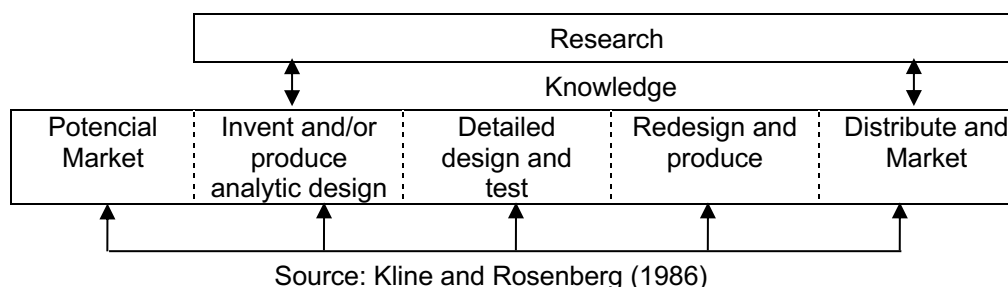 Research
Knowledge
Potencial
Market
Invent and/or
produce
analytic design
Detailed
design and
test
Redesign and
produce
Distribute and
Market
Source: Kline and Rosenberg (1986)